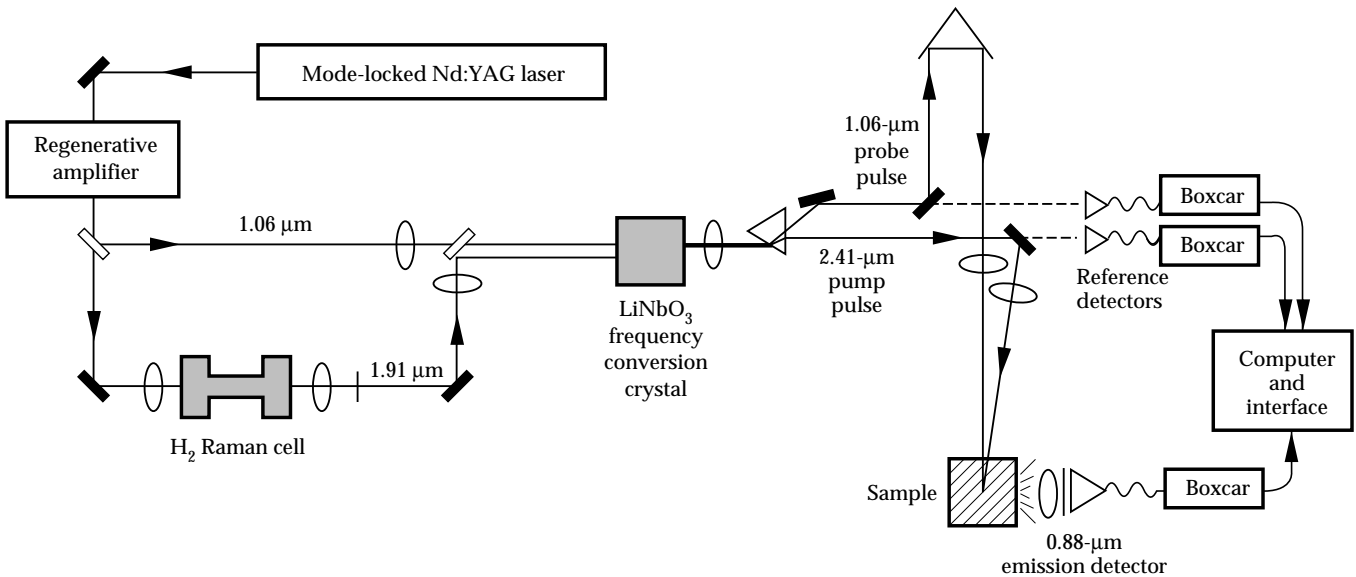 Mode-locked Nd:YAG laser
Regenerative
amplifier
1.06 μm
H₂ Raman cell
1.91 μm
LiNbO₃
frequency
conversion
crystal
1.06-μm
probe
pulse
2.41-μm
pump
pulse
Boxcar
Boxcar
Reference
detectors
Computer
and
interface
Sample
Boxcar
0.88-μm
emission detector